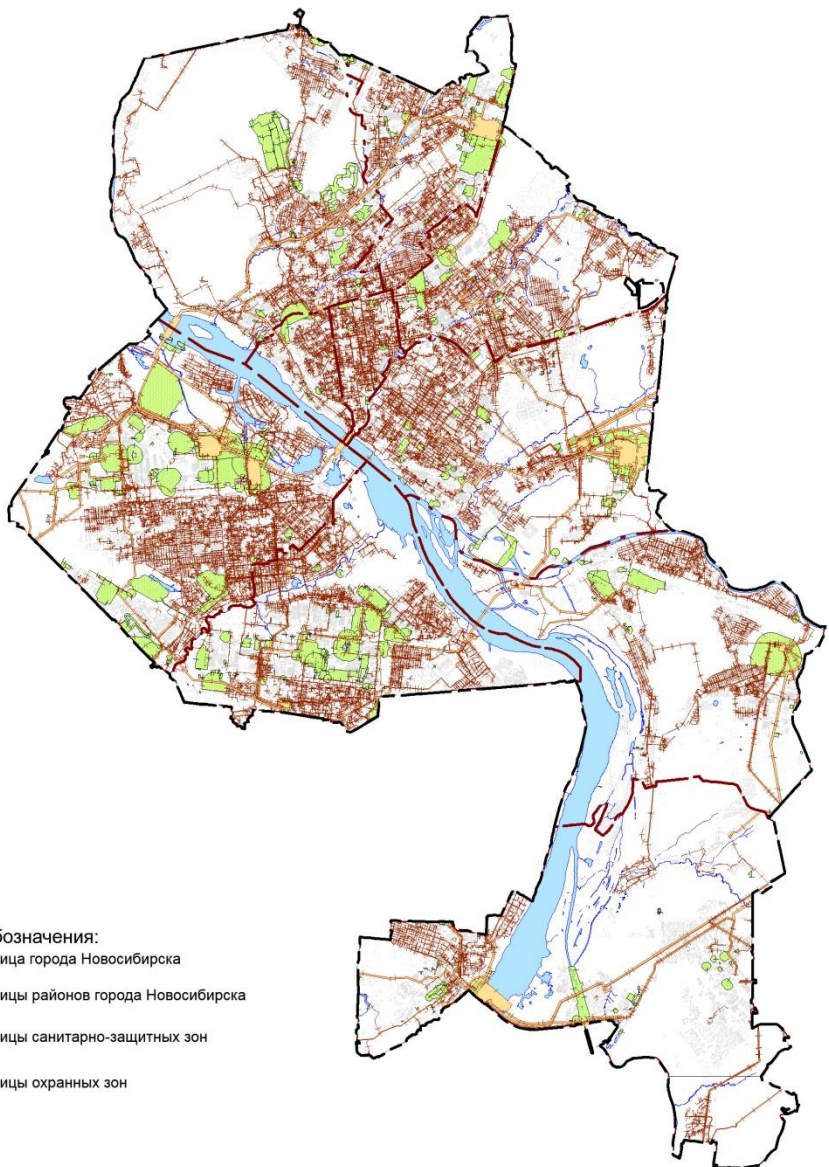 бозначения:
ица города Новосибирска
ицы районов города Новосибирска
ицы санитарно-защитных зон
ицы охранных зон